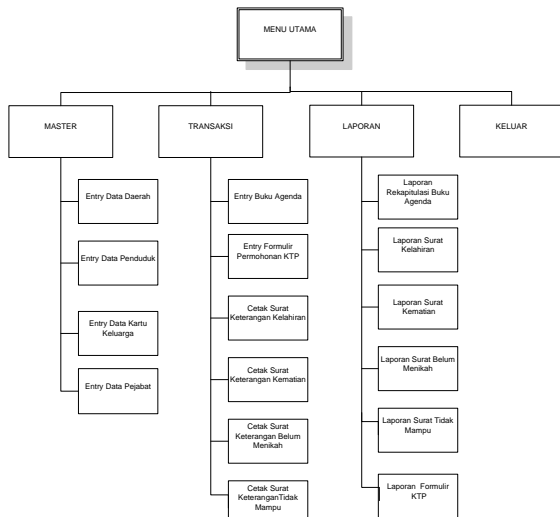 MENU UTAMA
MASTER
TRANSAKSI
LAPORAN
KELUAR
Entry Data Daerah
Entry Data Penduduk
Entry Data Kartu
Keluarga
Entry Data Pejabat
Entry Buku Agenda
Entry Formulir
Permohonan KTP
Cetak Surat
Keterangan Kelahiran
Cetak Surat
Keterangan Kematian
Cetak Surat
Keterangan Belum
Menikah
Cetak Surat
KeteranganTidak
Mampu
Laporan
Rekapitulasi Buku
Agenda
Laporan Surat
Kelahiran
Laporan Surat
Kematian
Laporan Surat Belum
Menikah
Laporan Surat Tidak
Mampu
Laporan Formulir
KTP